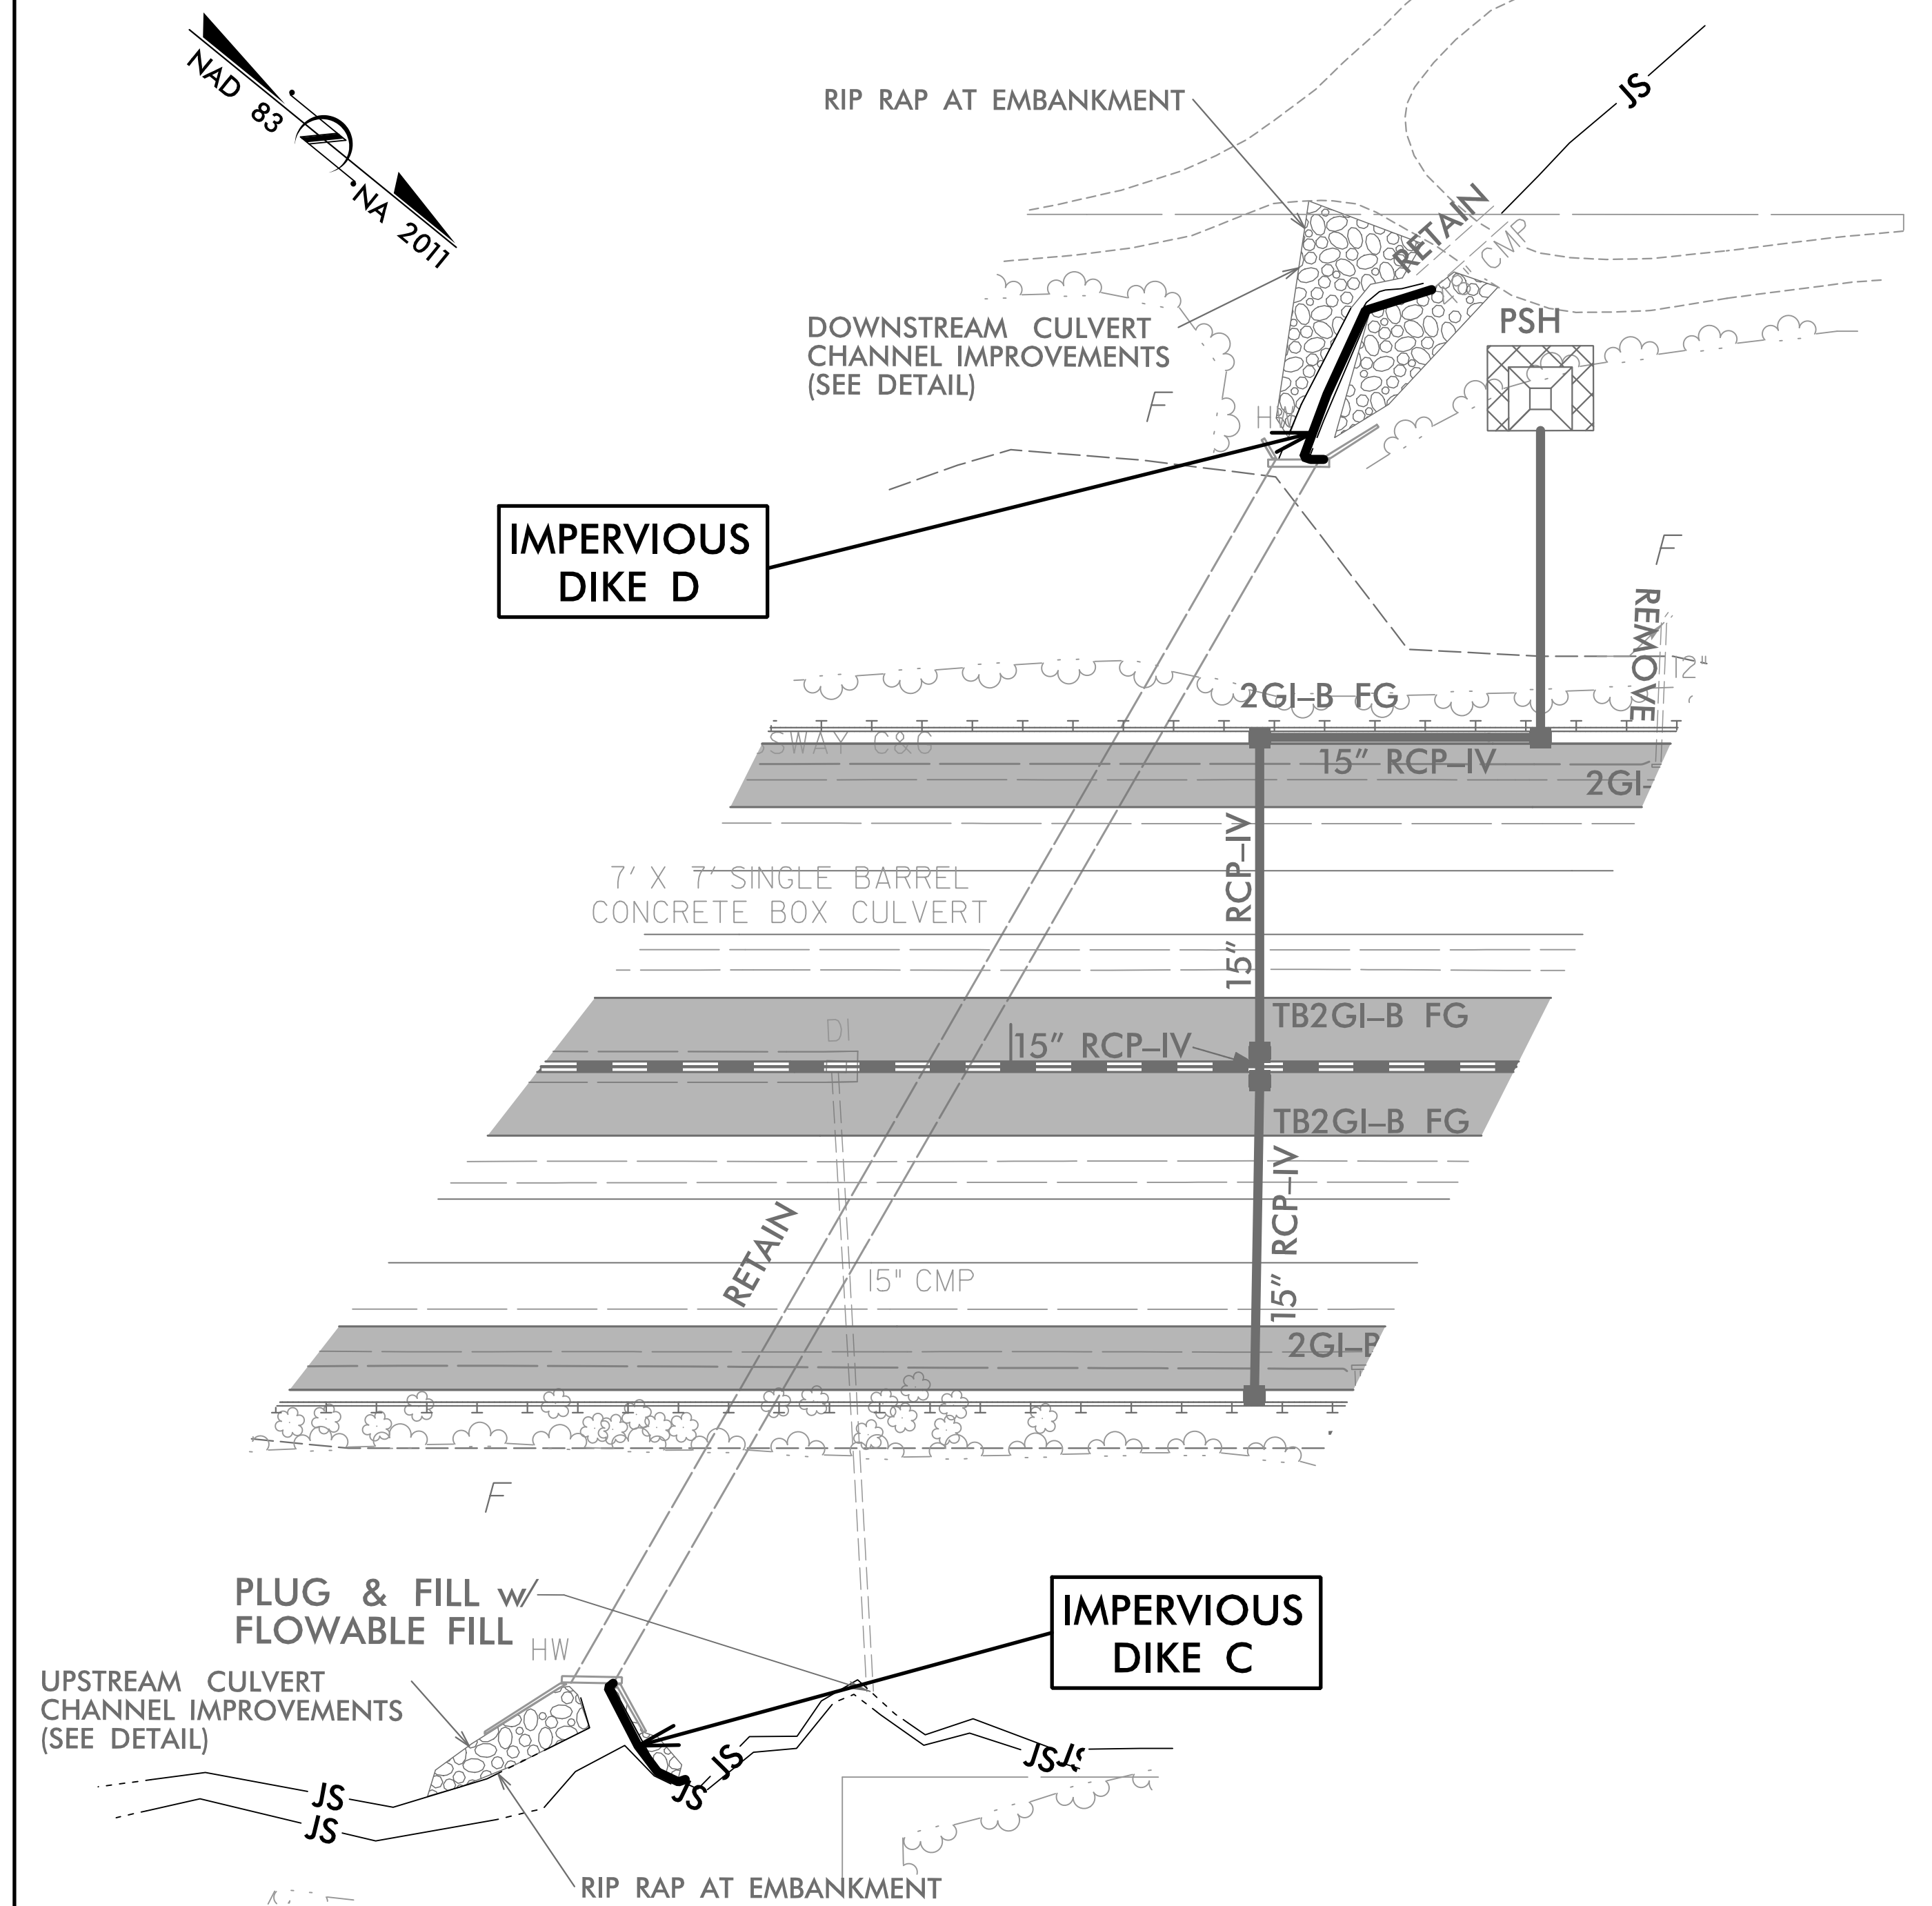 NAD 83
NA 2011
RIP RAP AT EMBANKMENT
JS
RETAIN
CMP
DOWNSTREAM CULVERT
CHANNEL IMPROVEMENTS
(SEE DETAIL)
PSH
F
IMPERVIOUS
DIKE D
F
REMOVE
12"
2GI–B FG
SWAY C&G
15" RCP–IV
2GI–
15" RCP–IV
7' X 7' SINGLE BARREL
CONCRETE BOX CULVERT
TB2GI–B FG
DI
15" RCP–IV
TB2GI–B FG
15" RCP–IV
RETAIN
15" CMP
2GI–B
F
PLUG & FILL w/
FLOWABLE FILL
HW
IMPERVIOUS
DIKE C
UPSTREAM CULVERT
CHANNEL IMPROVEMENTS
(SEE DETAIL)
JS
JS
JS
JS
JS
JS
RIP RAP AT EMBANKMENT